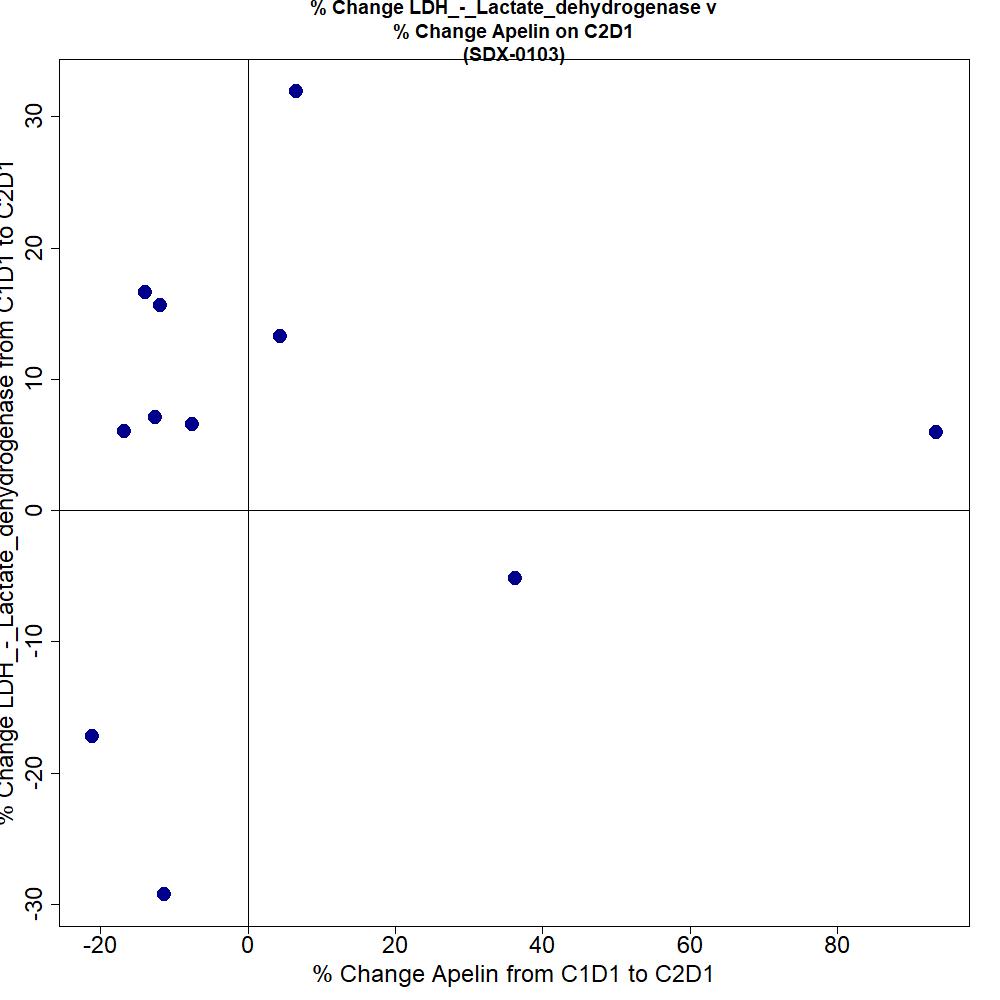 % Change LDH_-_Lactate_dehydrogenase v
% Change Apelin on C2D1
(SDX-0103)
% Change LDH_-_Lactate_dehydrogenase from C1D1 to C2D1
30
20
10
0
-10
-20
-30
-20 0 20 40 60 80
% Change Apelin from C1D1 to C2D1